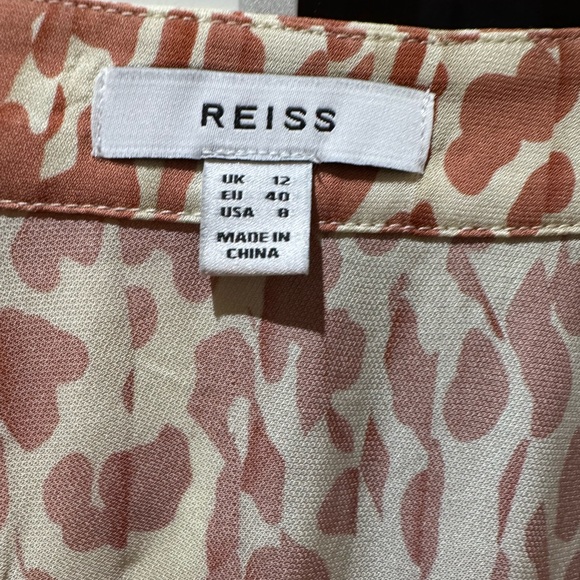 REISS
UK 12
EU 40
USA 8
MADE IN
CHINA